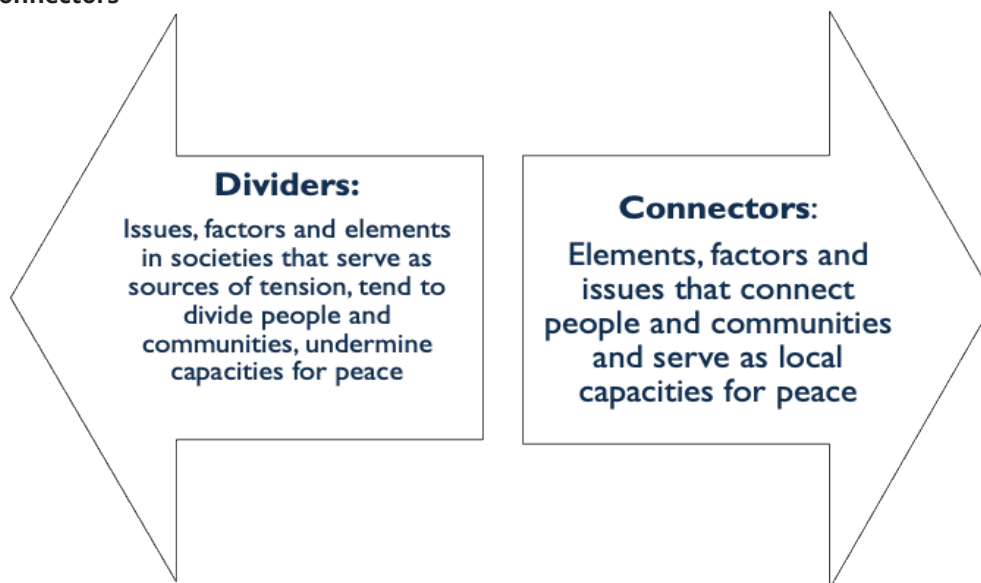 onnectors
Dividers:
Issues, factors and elements
in societies that serve as
sources of tension, tend to
divide people and
communities, undermine
capacities for peace
Connectors:
Elements, factors and
issues that connect
people and communities
and serve as local
capacities for peace